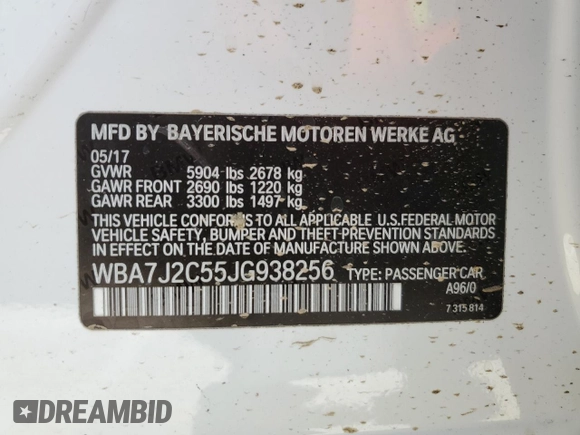 MFD BY BAYERISCHE MOTOREN WERKE AG
05/17
GVWR 5904 lbs 2678 kg
GAWR FRONT 2690 lbs 1220 kg
GAWR REAR 3300 lbs 1497 kg
THIS VEHICLE CONFORMS TO ALL APPLICABLE U.S.FEDERAL MOTOR
VEHICLE SAFETY, BUMPER AND THEFT-PREVENTION STANDARDS
IN EFFECT ON THE DATE OF MANUFACTURE SHOWN ABOVE.
WBA7J2C55JG938256 TYPE: PASSENGER CAR
A96/0
7 315 814
DREAMBID